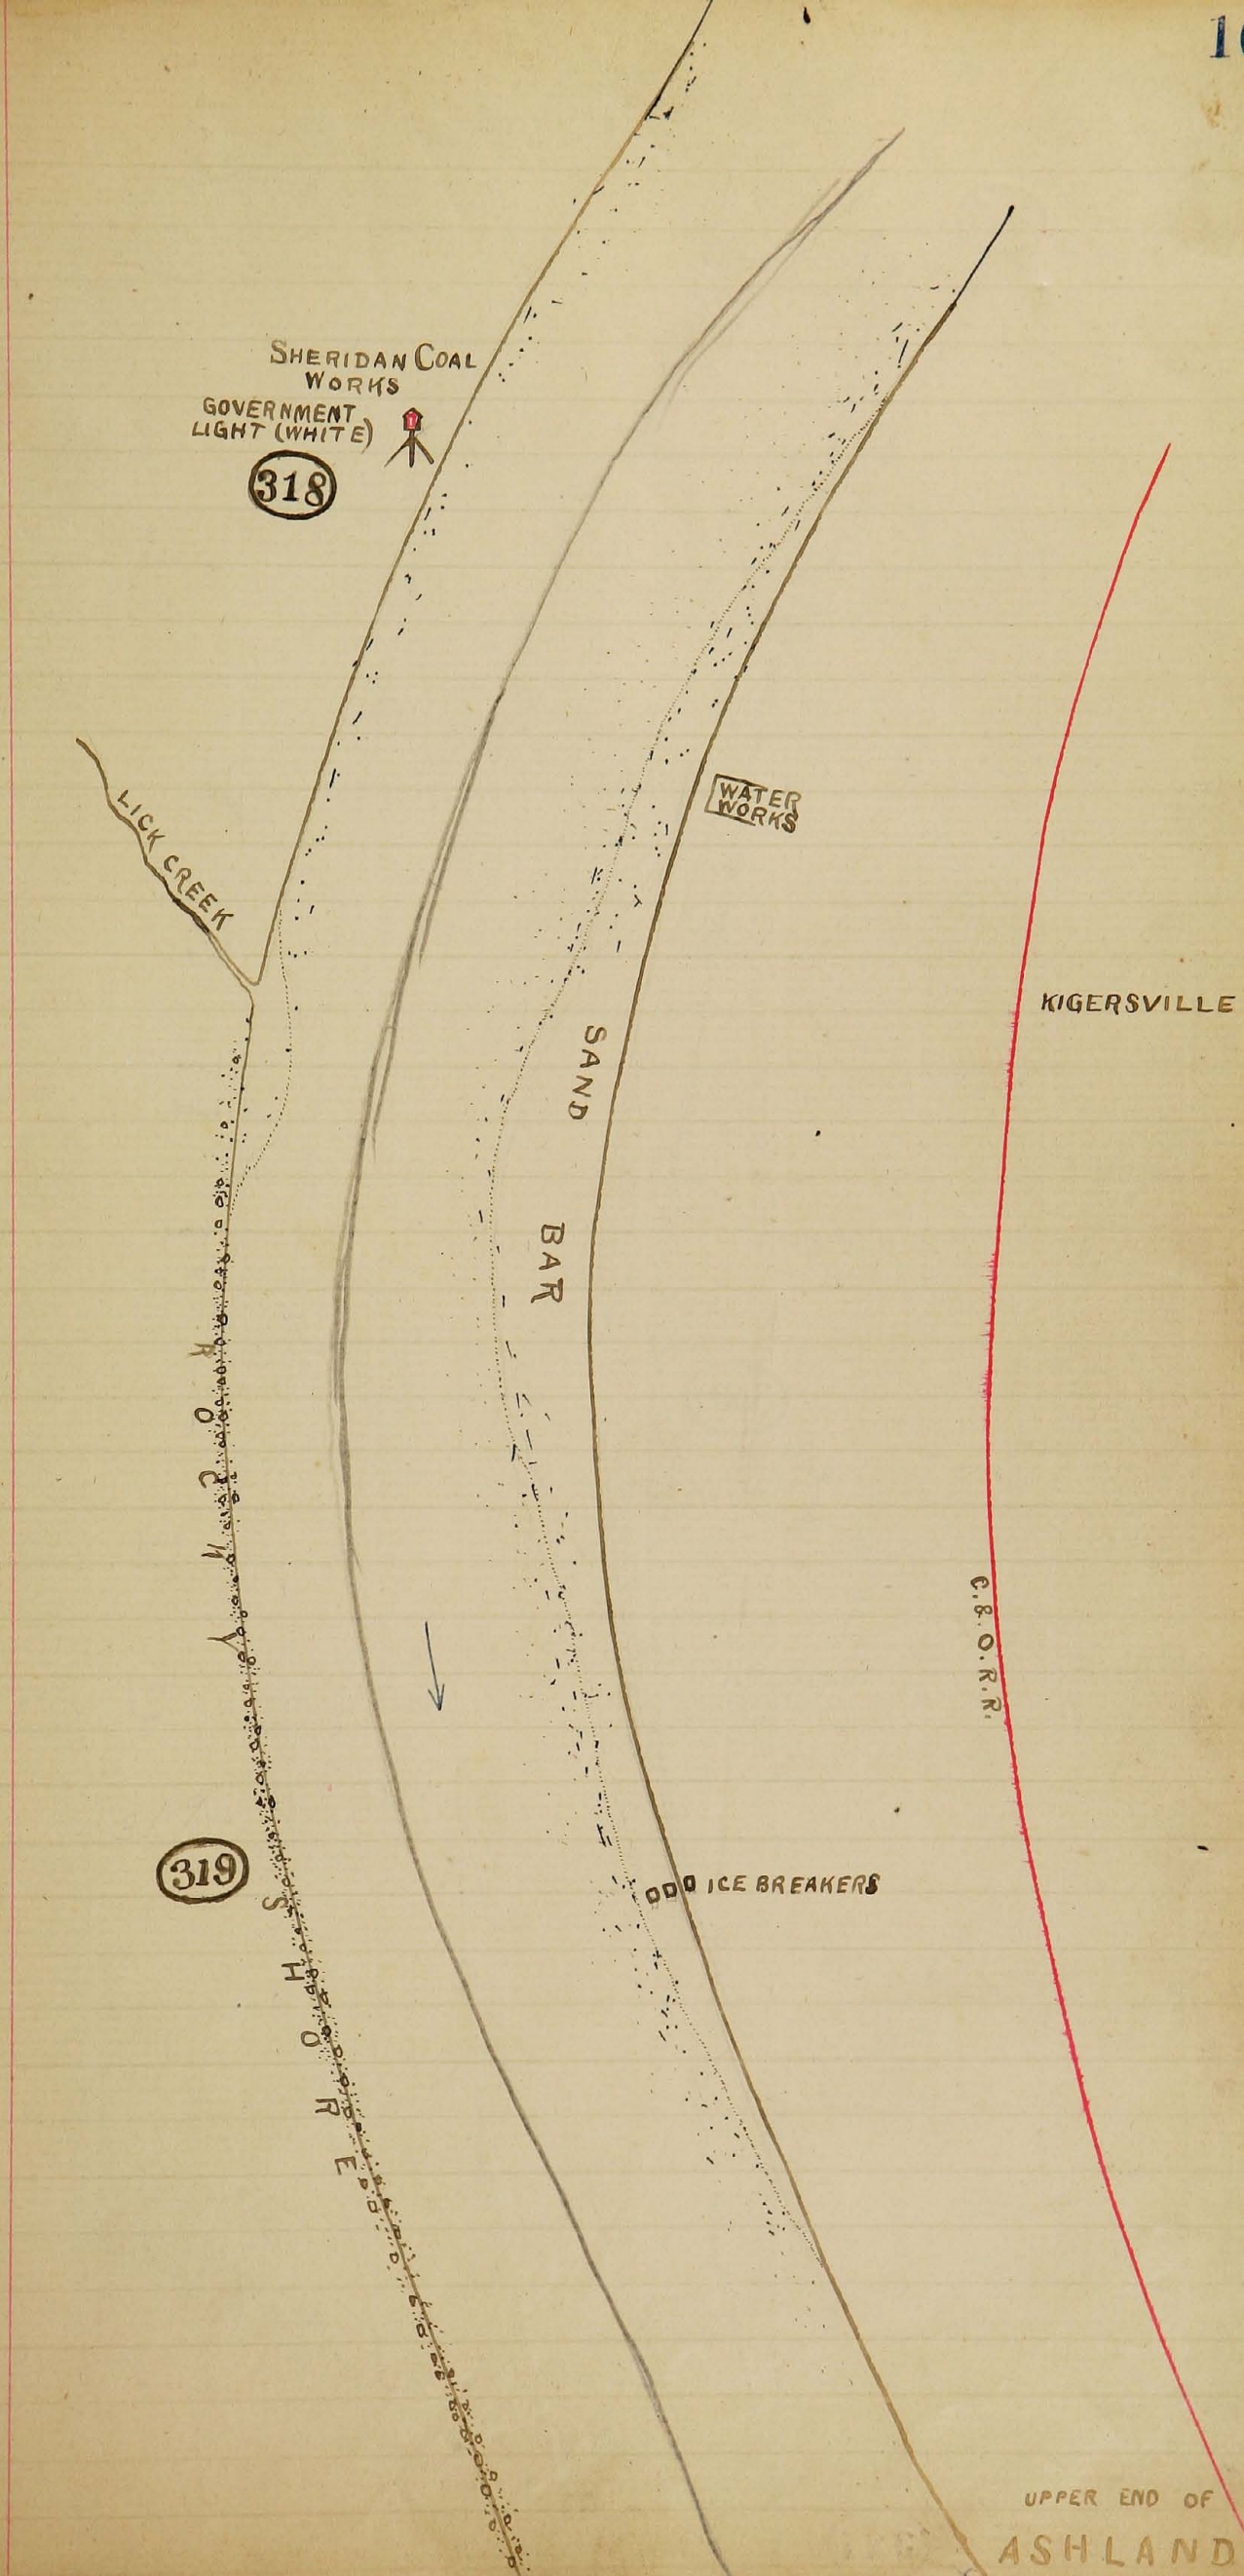 SHERIDAN COAL
WORKS
GOVERNMENT
LIGHT (WHITE)
318
LICK CREEK
WATER
WORKS
KIGERSVILLE
SAND BAR
ROCKY SHORE
C. & O. R. R.
319
ICE BREAKERS
UPPER END OF
ASHLAND